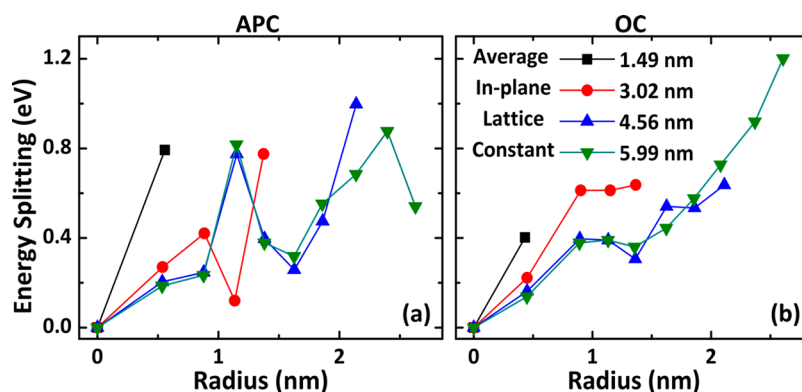 APC
OC
Energy Splitting (eV)
1.2
0.8
0.4
0.0
(a)
0
1
2
Radius (nm)
Average 1.49 nm
In-plane 3.02 nm
Lattice 4.56 nm
Constant 5.99 nm
(b)
0
1
2
Radius (nm)